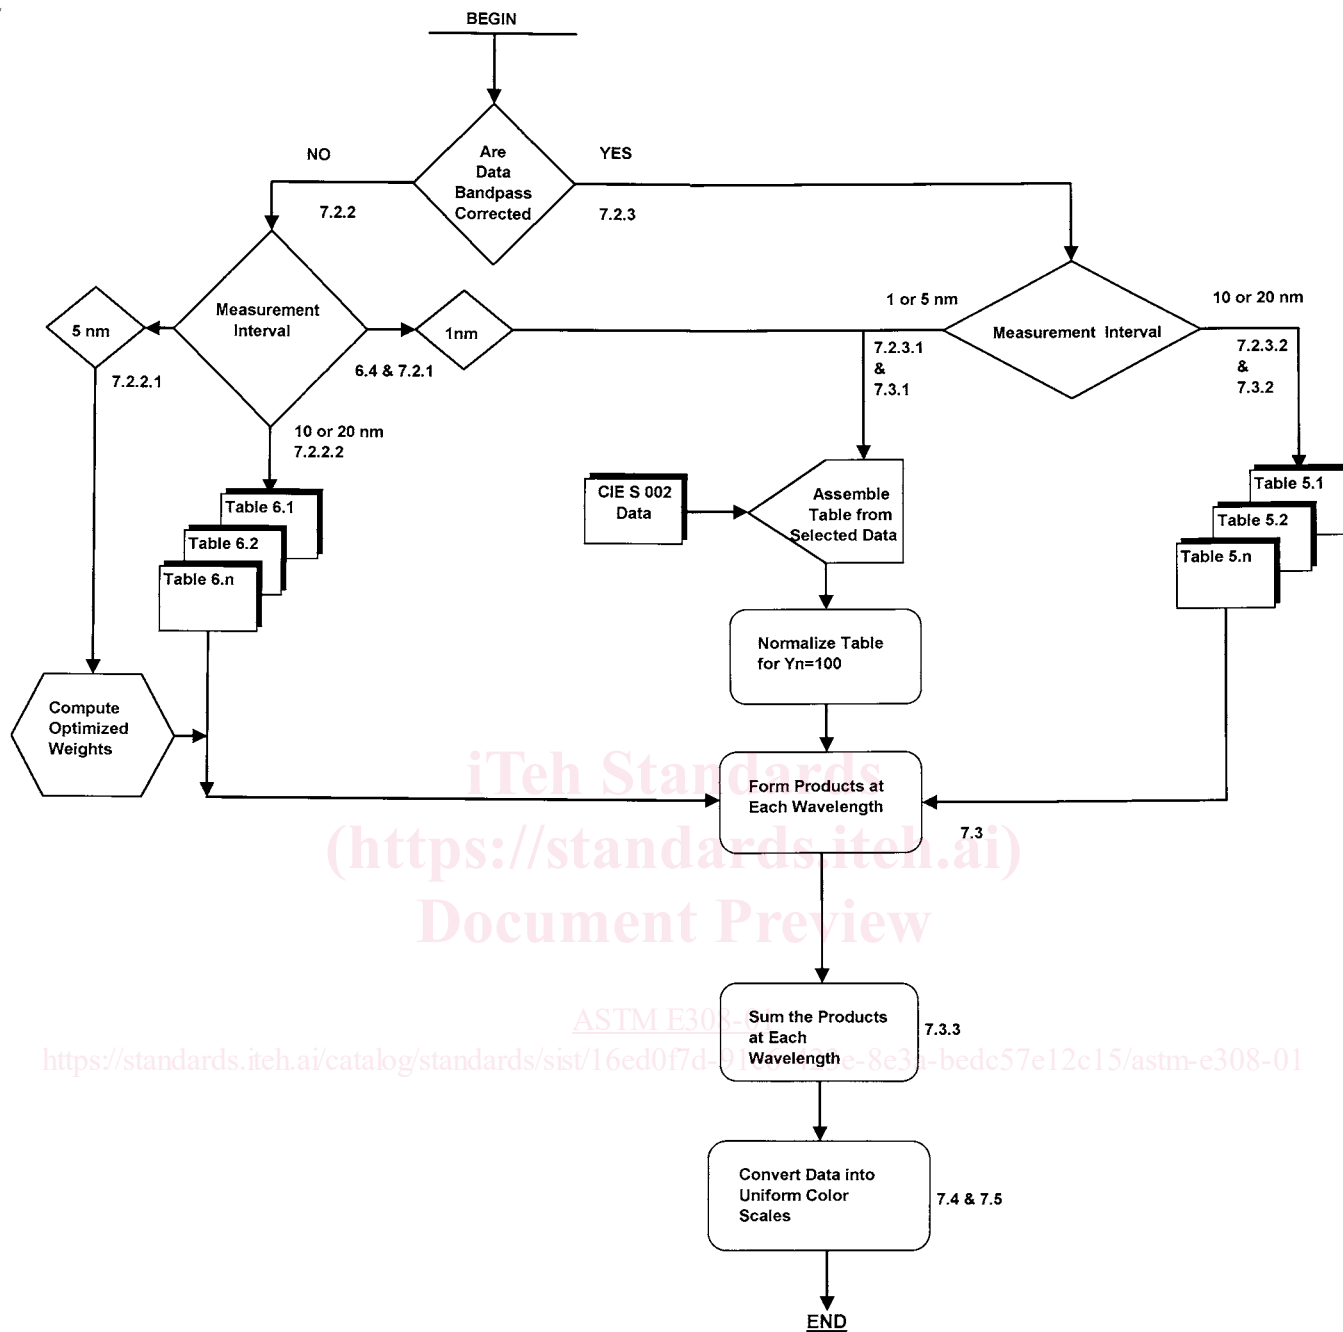 BEGIN
Are
Data
Bandpass
Corrected
NO
YES
7.2.2
7.2.3
Measurement
Interval
5 nm
1nm
7.2.2.1
6.4 & 7.2.1
10 or 20 nm
7.2.2.2
1 or 5 nm
Measurement Interval
10 or 20 nm
7.2.3.1
&
7.3.1
7.2.3.2
&
7.3.2
Table 6.1
Table 6.2
Table 6.n
CIE S 002
Data
Assemble
Table from
Selected Data
Table 5.1
Table 5.2
Table 5.n
Normalize Table
for Yn=100
Compute
Optimized
Weights
Form Products at
Each Wavelength
7.3
iTeh Standards
(https://standards.iteh.ai)
Document Preview
Sum the Products
at Each
Wavelength
7.3.3
ASTM E308-01
Convert Data into
Uniform Color
Scales
7.4 & 7.5
END